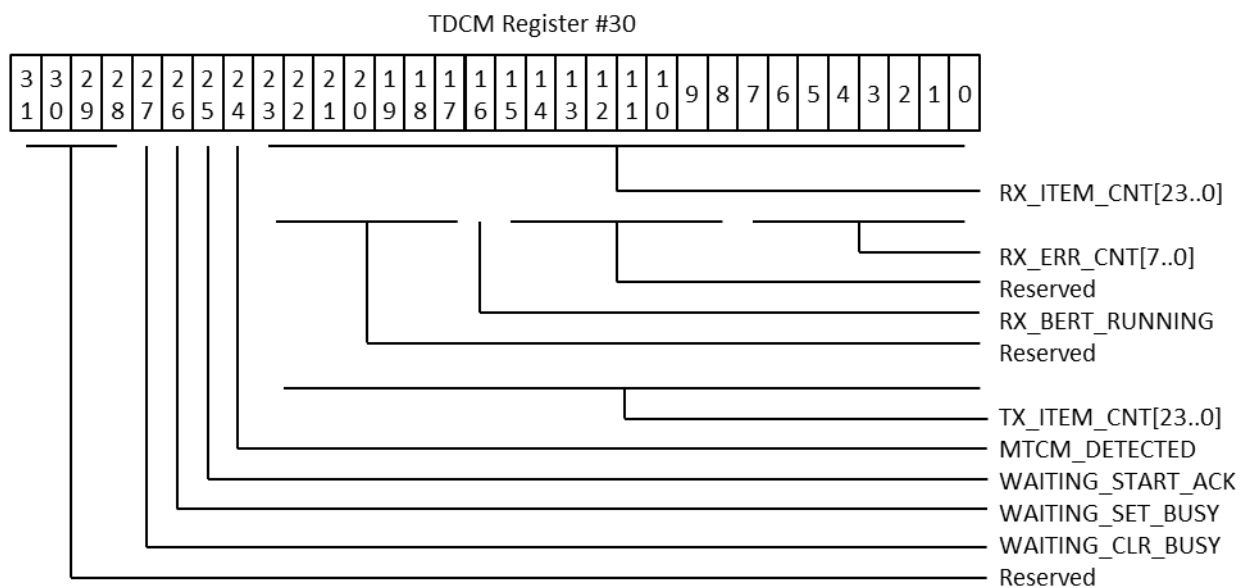 TDCM Register #30
31 30 29 28 27 26 25 24 23 22 21 20 19 18 17 16 15 14 13 12 11 10 9 8 7 6 5 4 3 2 1 0
RX_ITEM_CNT[23..0]
RX_ERR_CNT[7..0]
Reserved
RX_BERT_RUNNING
Reserved
TX_ITEM_CNT[23..0]
MTCM_DETECTED
WAITING_START_ACK
WAITING_SET_BUSY
WAITING_CLR_BUSY
Reserved